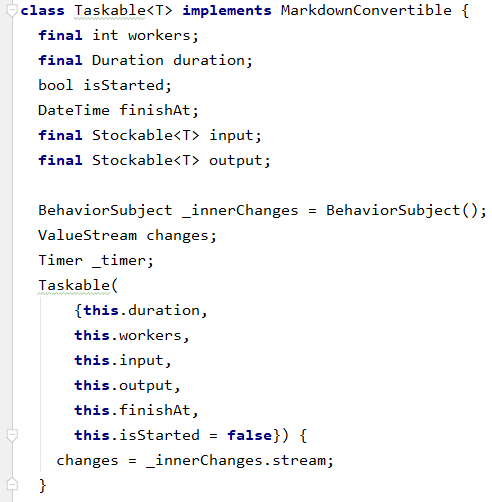 class Taskable<T> implements MarkdownConvertible {
  final int workers;
  final Duration duration;
  bool isStarted;
  DateTime finishAt;
  final Stockable<T> input;
  final Stockable<T> output;

  BehaviorSubject _innerChanges = BehaviorSubject();
  ValueStream changes;
  Timer _timer;
  Taskable(
      {this.duration,
      this.workers,
      this.input,
      this.output,
      this.finishAt,
      this.isStarted = false}) {
    changes = _innerChanges.stream;
  }